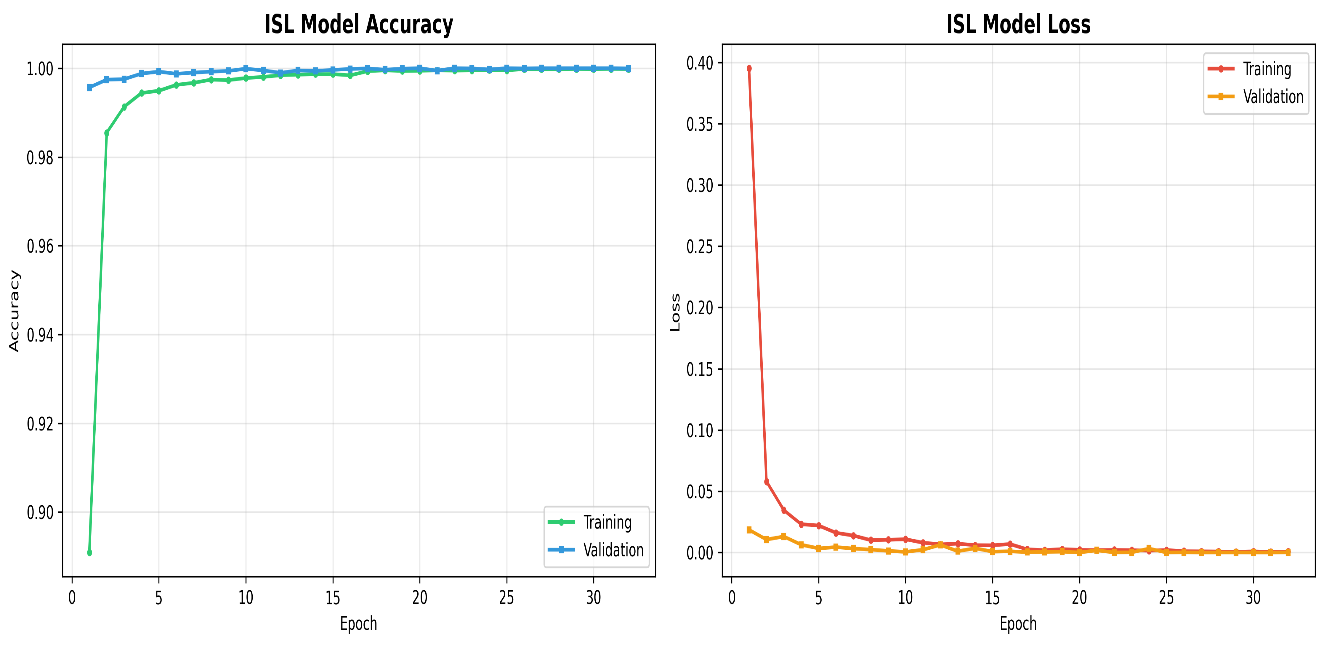 ISL Model Accuracy
Accuracy
1.00
0.98
0.96
0.94
0.92
0.90
0
5
10
15
20
25
30
Epoch
Training
Validation
ISL Model Loss
Loss
0.40
0.35
0.30
0.25
0.20
0.15
0.10
0.05
0.00
0
5
10
15
20
25
30
Epoch
Training
Validation